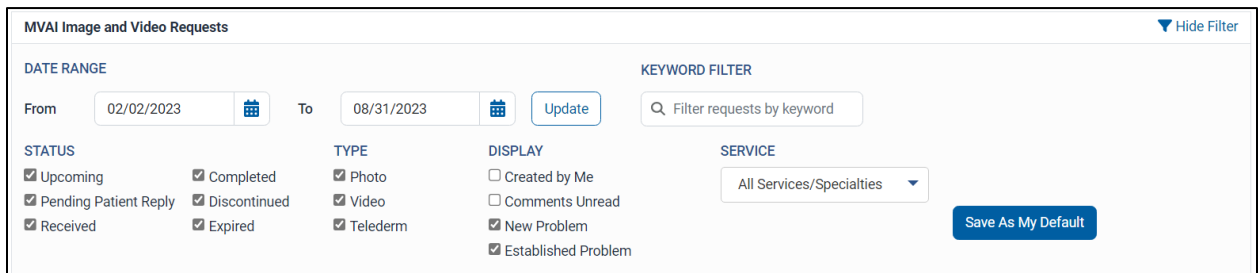 MVAI Image and Video Requests Hide Filter
DATE RANGE KEYWORD FILTER
From 02/02/2023 To 08/31/2023 Update Filter requests by keyword
STATUS TYPE DISPLAY SERVICE
Upcoming Completed Photo Created by Me All Services/Specialties
Pending Patient Reply Discontinued Video Comments Unread
Received Expired Telederm New Problem Save As My Default
Established Problem